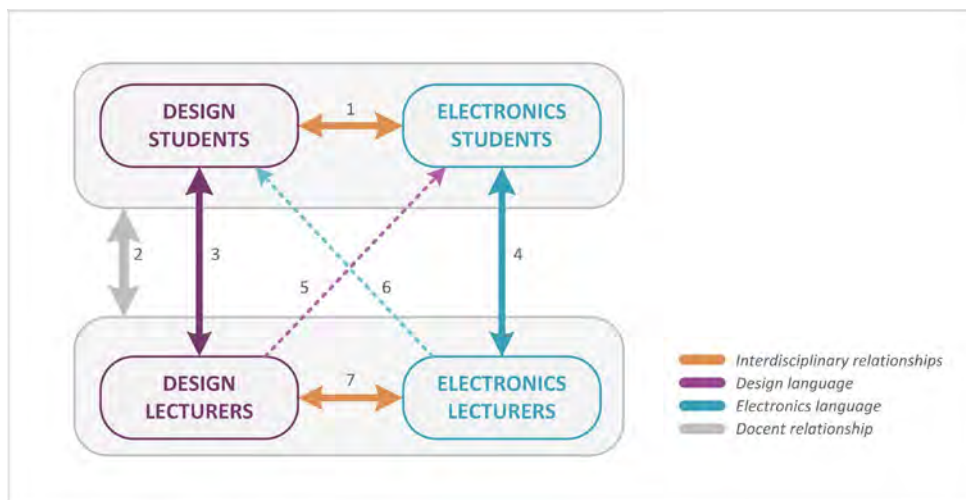 DESIGN
STUDENTS
1
ELECTRONICS
STUDENTS
2
3
5
6
4
DESIGN
LECTURERS
7
ELECTRONICS
LECTURERS
Interdisciplinary relationships
Design language
Electronics language
Docent relationship